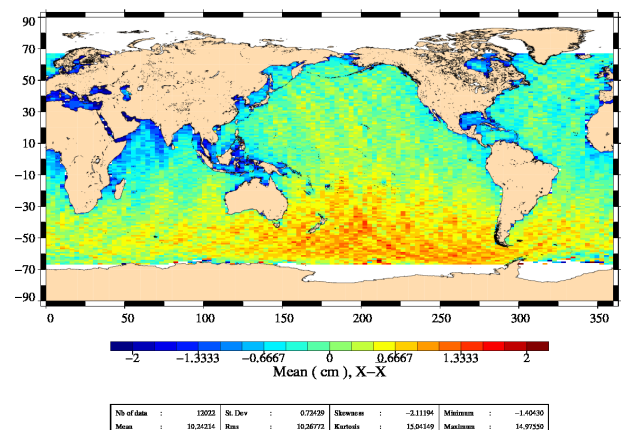 90
70
50
30
10
−10
−30
−50
−70
−90
0 50 100 150 200 250 300 350
−2 −1.3333 −0.6667 0 0.6667 1.3333 2
Mean ( cm ), X−X
Nb of data : 12022 St. Dev : 0.72429 Skewness : −2.11194 Minimum : −1.40430
Mean : 10.24214 Rms : 10.26772 Kurtosis : 15.04149 Maximum : 14.97550